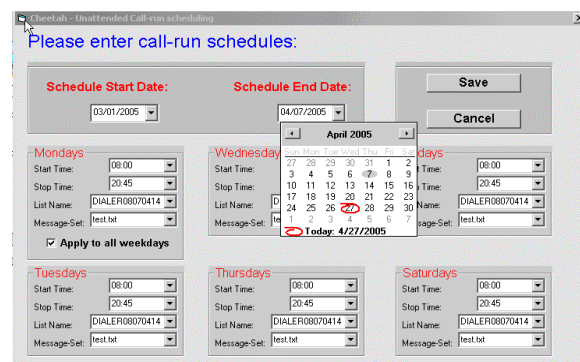 Cheetah - Unattended Call-run scheduling
Please enter call-run schedules:
Schedule Start Date:
Schedule End Date:
Save
03/01/2005
04/07/2005
Cancel
April 2005
Sun Mon Tue Wed Thu Fri Sat
27 28 29 30 31 1 2
3 4 5 6 7 8 9
10 11 12 13 14 15 16
17 18 19 20 21 22 23
24 25 26 27 28 29 30
1 2 3 4 5 6 7
Today: 4/27/2005
Mondays
Start Time: 08:00
Stop Time: 20:45
List Name: DIALER08070414
Message-Set: test.txt
Apply to all weekdays
Wednesday
Start Time:
Stop Time:
List Name: D
Message-Set:
days
08:00
Time: 20:45
DIALER08070414
test.txt
Tuesdays
Start Time: 08:00
Stop Time: 20:45
List Name: DIALER08070414
Message-Set: test.txt
Thursdays
Start Time: 08:00
Stop Time: 20:45
List Name: DIALER08070414
Message-Set: test.txt
Saturdays
Start Time: 08:00
Stop Time: 20:45
List Name: DIALER08070414
Message-Set: test.txt